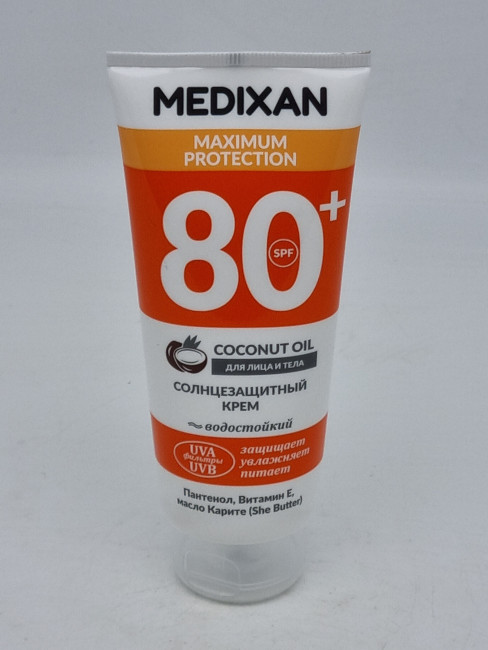 MEDIXAN
MAXIMUM
PROTECTION
80+
SPF
COCONUT OIL
ДЛЯ ЛИЦА И ТЕЛА
СОЛНЦЕЗАЩИТНЫЙ
КРЕМ
водостойкий
UVA
фильтры
UVB
защищает
увлажняет
питает
Пантенол, Витамин Е,
масло Карите (She Butter)